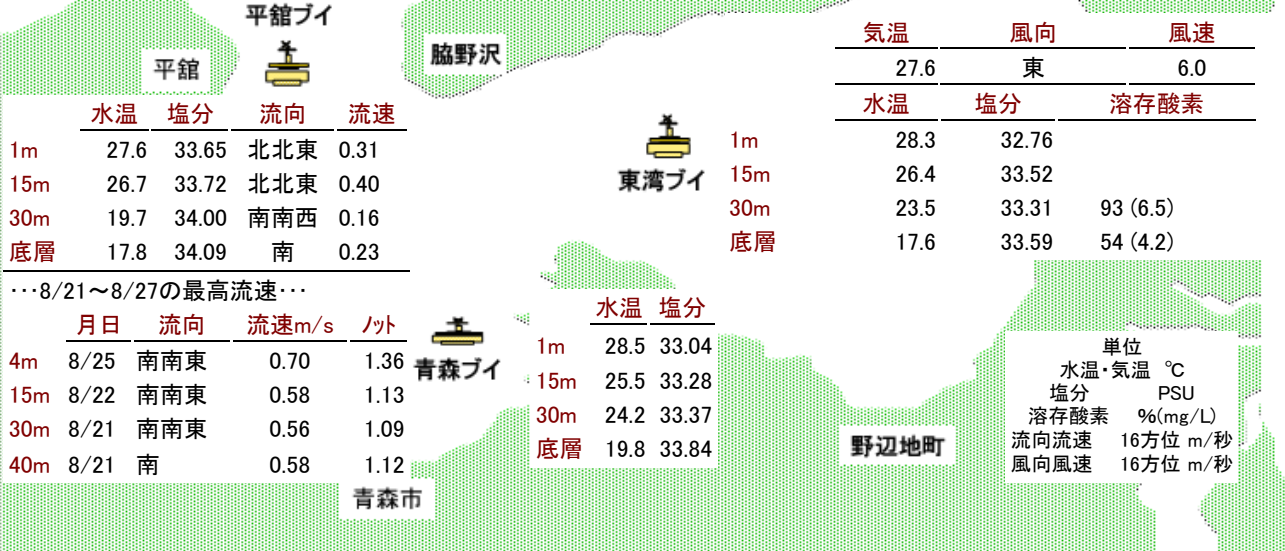 平舘ブイ
平舘
脇野沢
水温 塩分 流向 流速
1m 27.6 33.65 北北東 0.31
15m 26.7 33.72 北北東 0.40
30m 19.7 34.00 南南西 0.16
底層 17.8 34.09 南 0.23
･･･8/21～8/27の最高流速･･･
月日 流向 流速m/s ﾉｯﾄ
4m 8/25 南南東 0.70 1.36
15m 8/22 南南東 0.58 1.13
30m 8/21 南南東 0.56 1.09
40m 8/21 南 0.58 1.12
青森市
青森ブイ
水温 塩分
1m 28.5 33.04
15m 25.5 33.28
30m 24.2 33.37
底層 19.8 33.84
東湾ブイ
気温 風向 風速
27.6 東 6.0
水温 塩分 溶存酸素
1m 28.3 32.76
15m 26.4 33.52
30m 23.5 33.31 93 (6.5)
底層 17.6 33.59 54 (4.2)
野辺地町
単位
水温･気温 ℃
塩分 PSU
溶存酸素 %(mg/L)
流向流速 16方位 m/秒
風向風速 16方位 m/秒